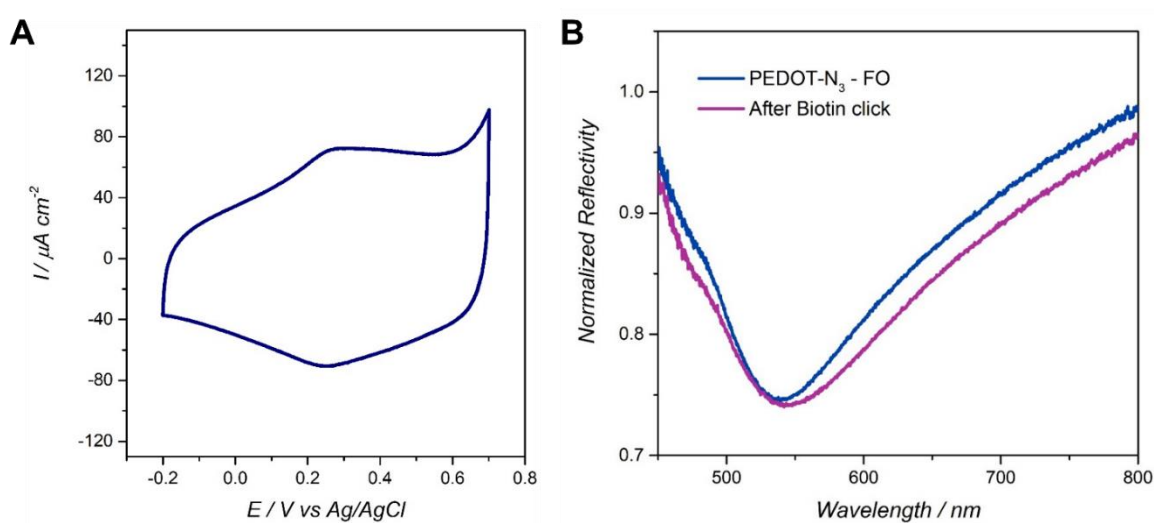 A
120
80
40
0
-40
-80
-120
I / µA cm⁻²
-0.2 0.0 0.2 0.4 0.6 0.8
E / V vs Ag/AgCl
B
PEDOT-N₃ - FO
After Biotin click
1.0
0.9
0.8
0.7
Normalized Reflectivity
500 600 700 800
Wavelength / nm